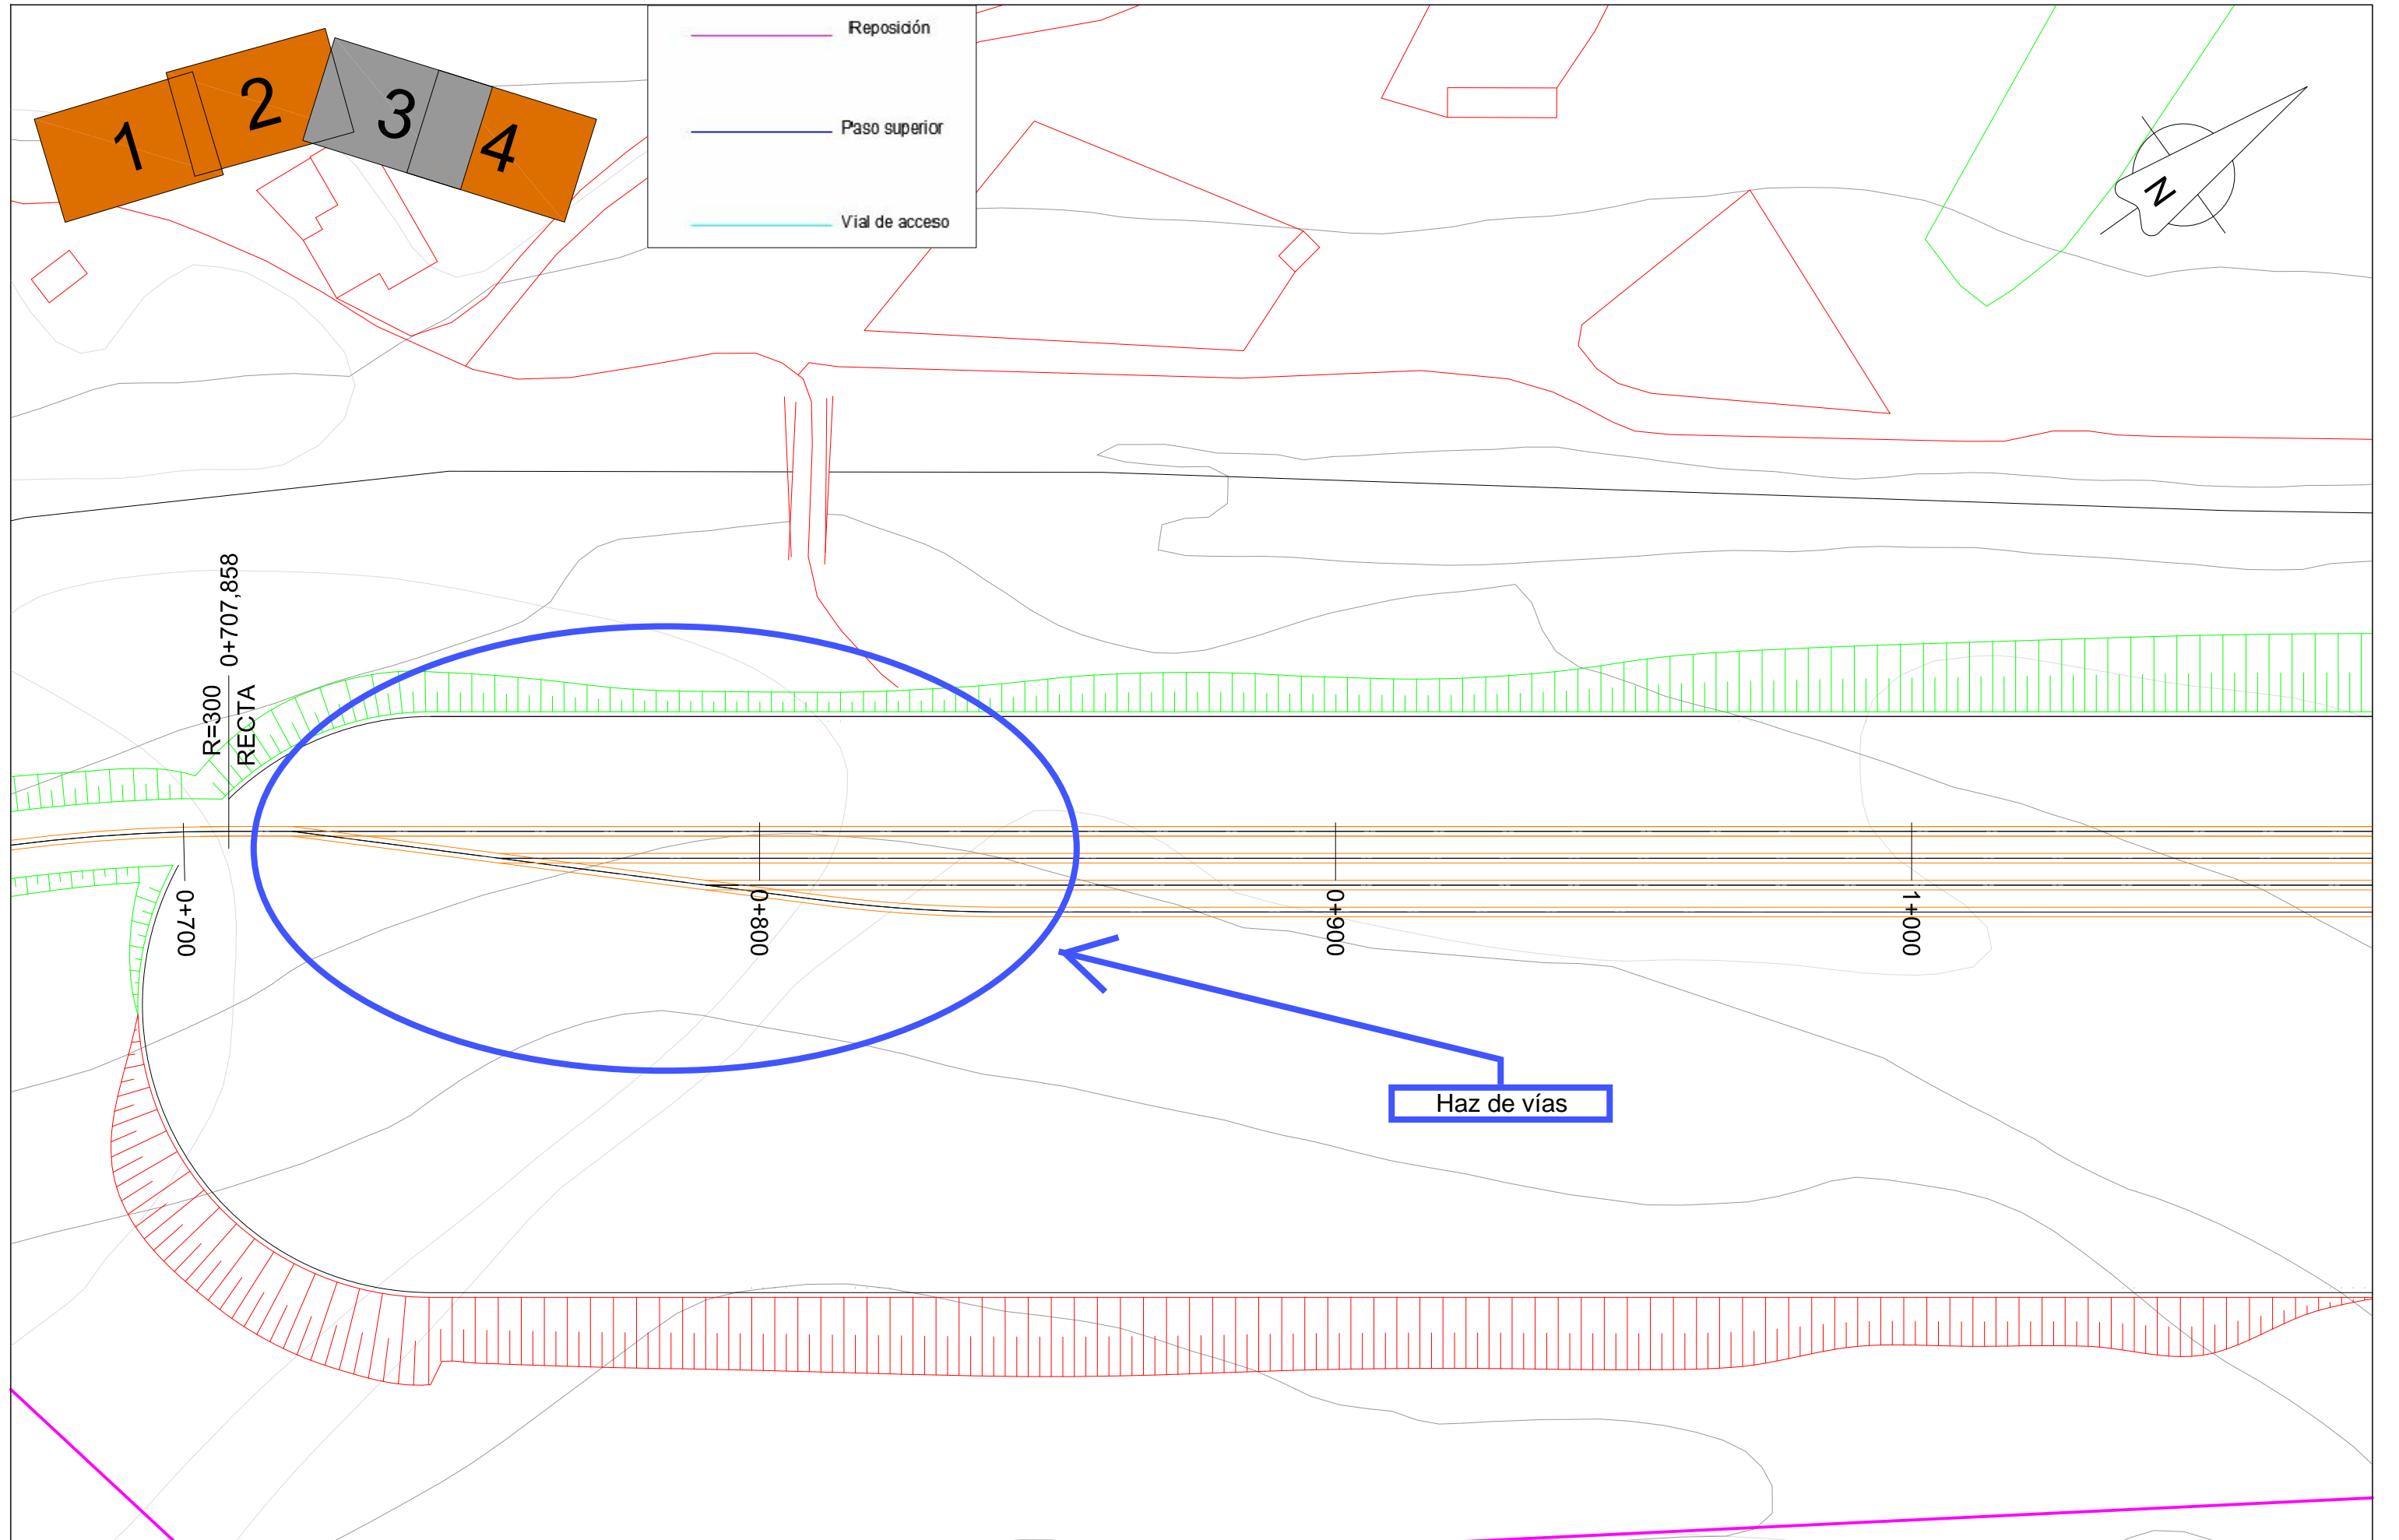 1
2
3
4
Reposición
Paso superior
Vial de acceso
N
R=300
0+707,858
RECTA
0+700
0+800
0+900
1+000
Haz de vías